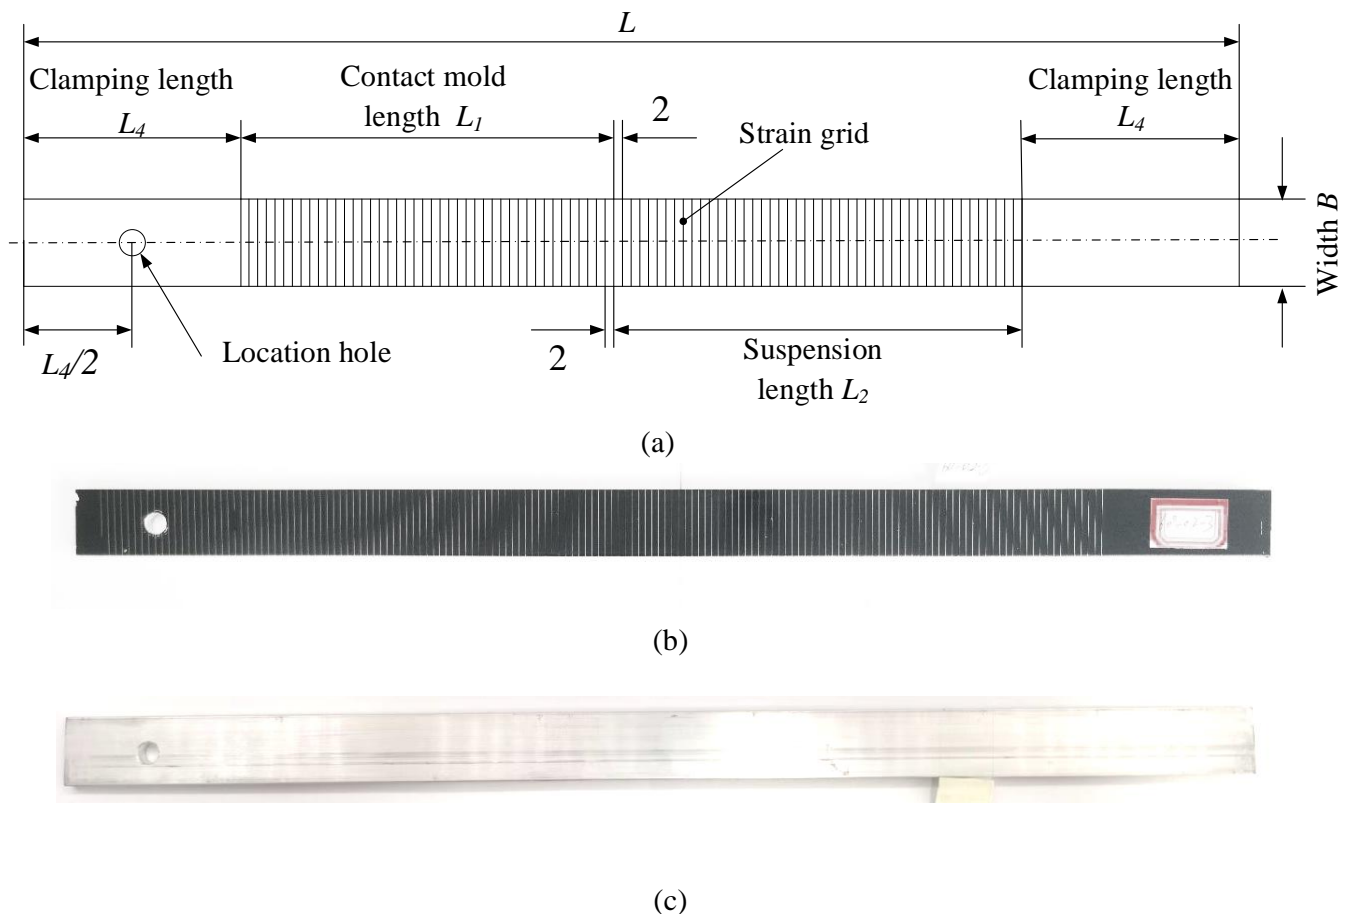 L
Clamping length
L₄
Contact mold
length L₁
2
Strain grid
Clamping length
L₄
Width B
L₄/2
Location hole
2
Suspension
length L₂
(a)
(b)
(c)